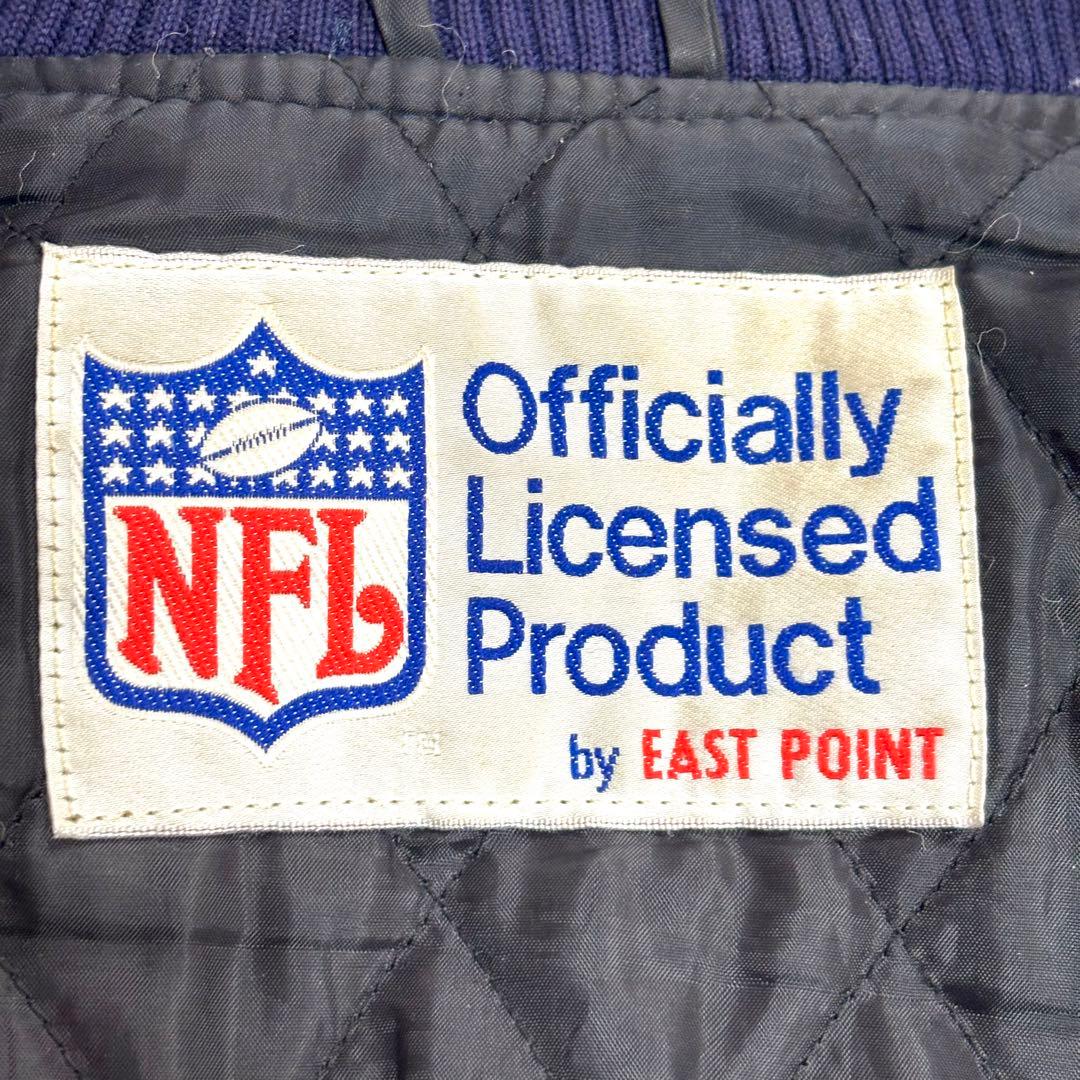 NFL
Officially
Licensed
Product
by EAST POINT